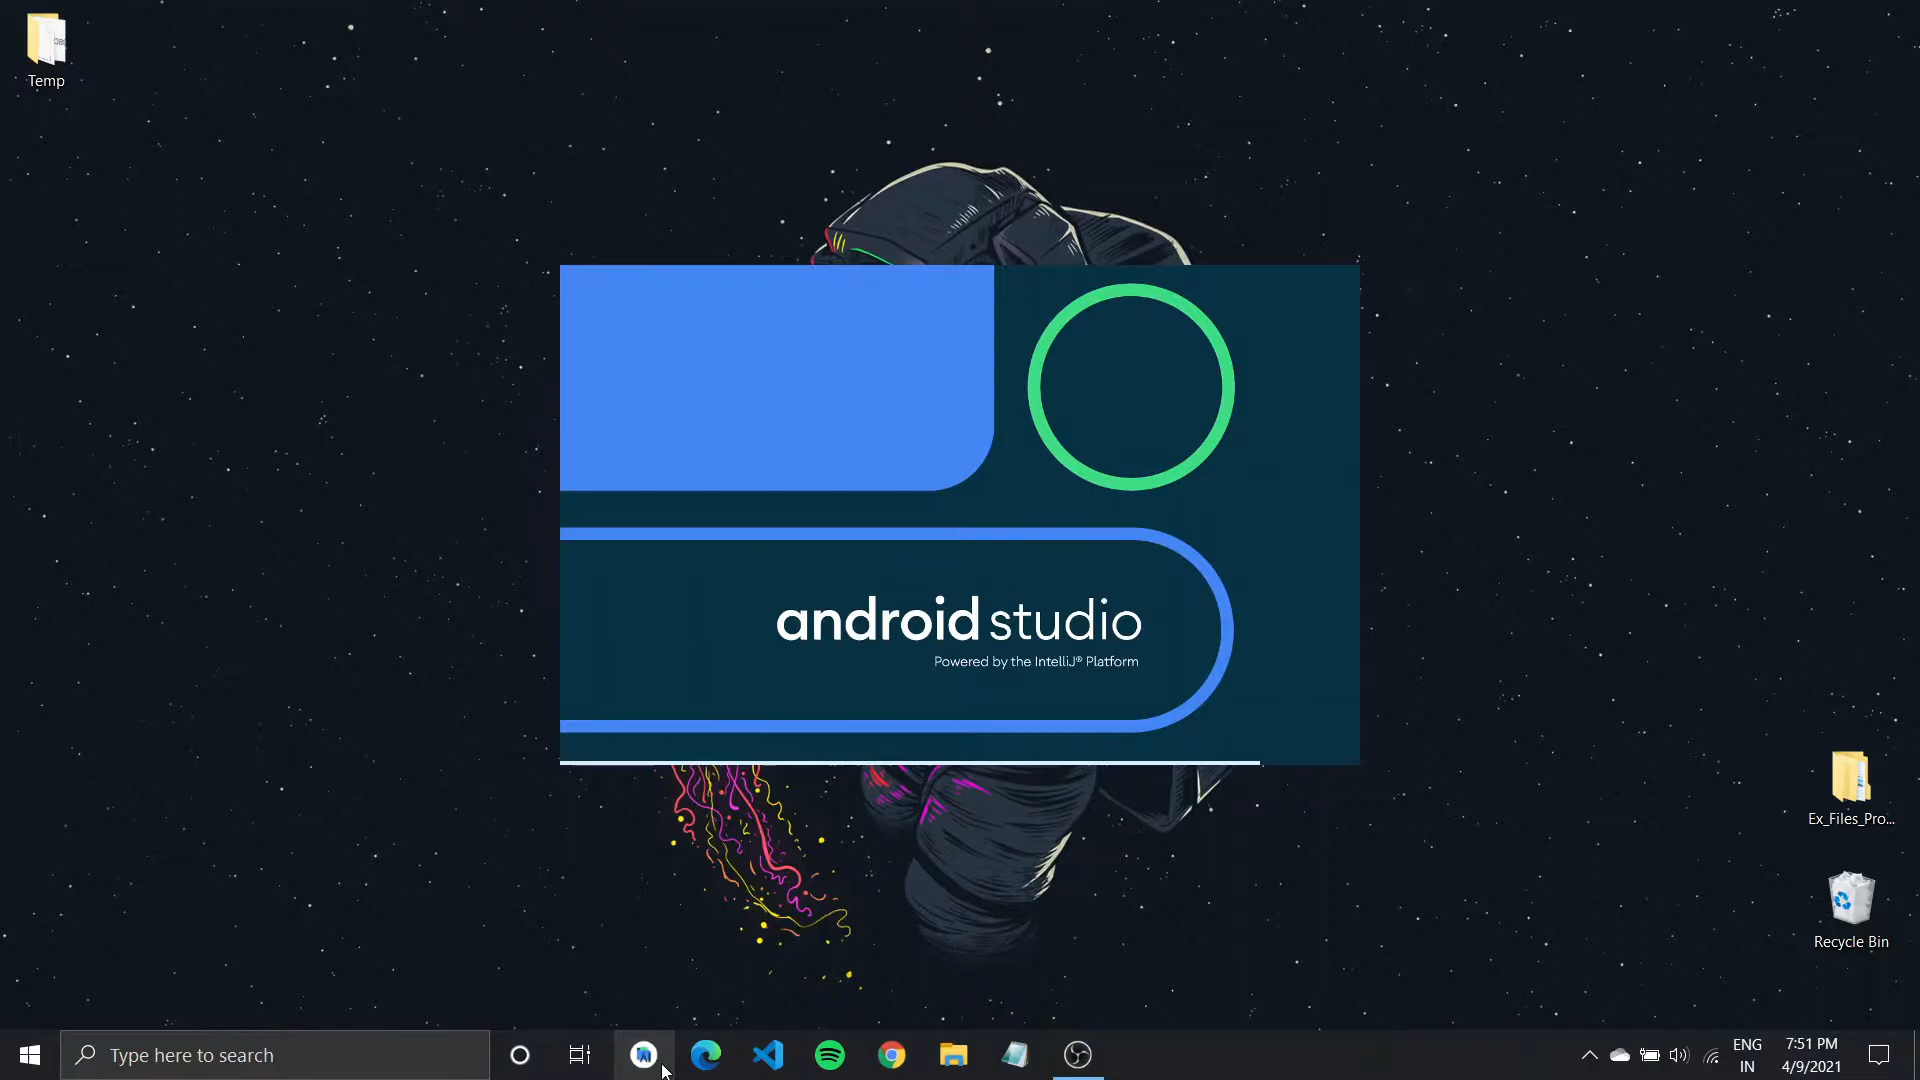 Temp
android studio
Powered by the IntelliJ® Platform
Ex_Files_Pro...
Recycle Bin
Type here to search
ENG
IN
7:51 PM
4/9/2021